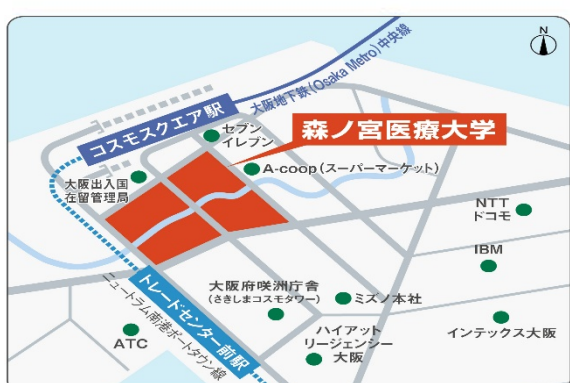 N
大阪地下鉄(Osaka Metro)中央線
コスモスクエア駅
セブン
イレブン
森ノ宮医療大学
A-coop(スーパーマーケット)
大阪出入国
在留管理局
NTT
ドコモ
IBM
トレードセンター前駅
ニュートラム南港ポートタウン線
大阪府咲洲庁舎
(さきしまコスモタワー)
ミズノ本社
ATC
ハイアット
リージェンシー
大阪
インテックス大阪